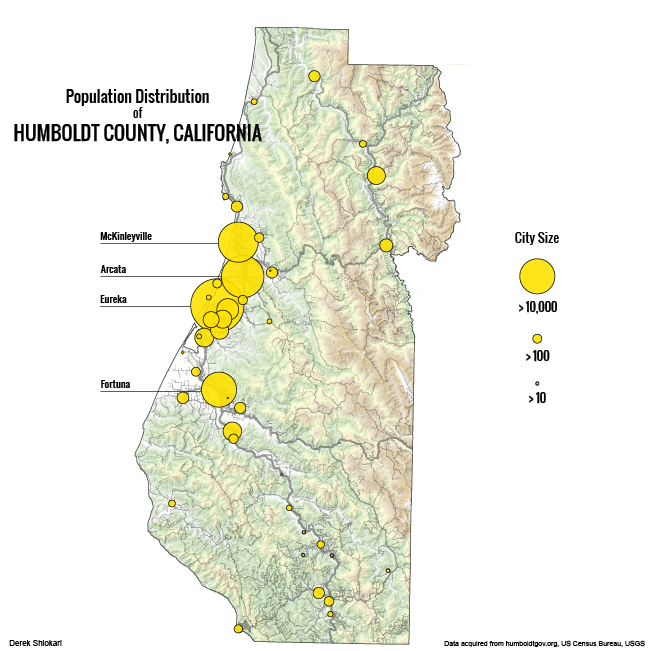 Population Distribution
of
HUMBOLDT COUNTY, CALIFORNIA
McKinleyville
Arcata
Eureka
Fortuna
City Size
> 10,000
> 100
> 10
Derek Shiokari
Data acquired from humboldtgov.org, US Census Bureau, USGS